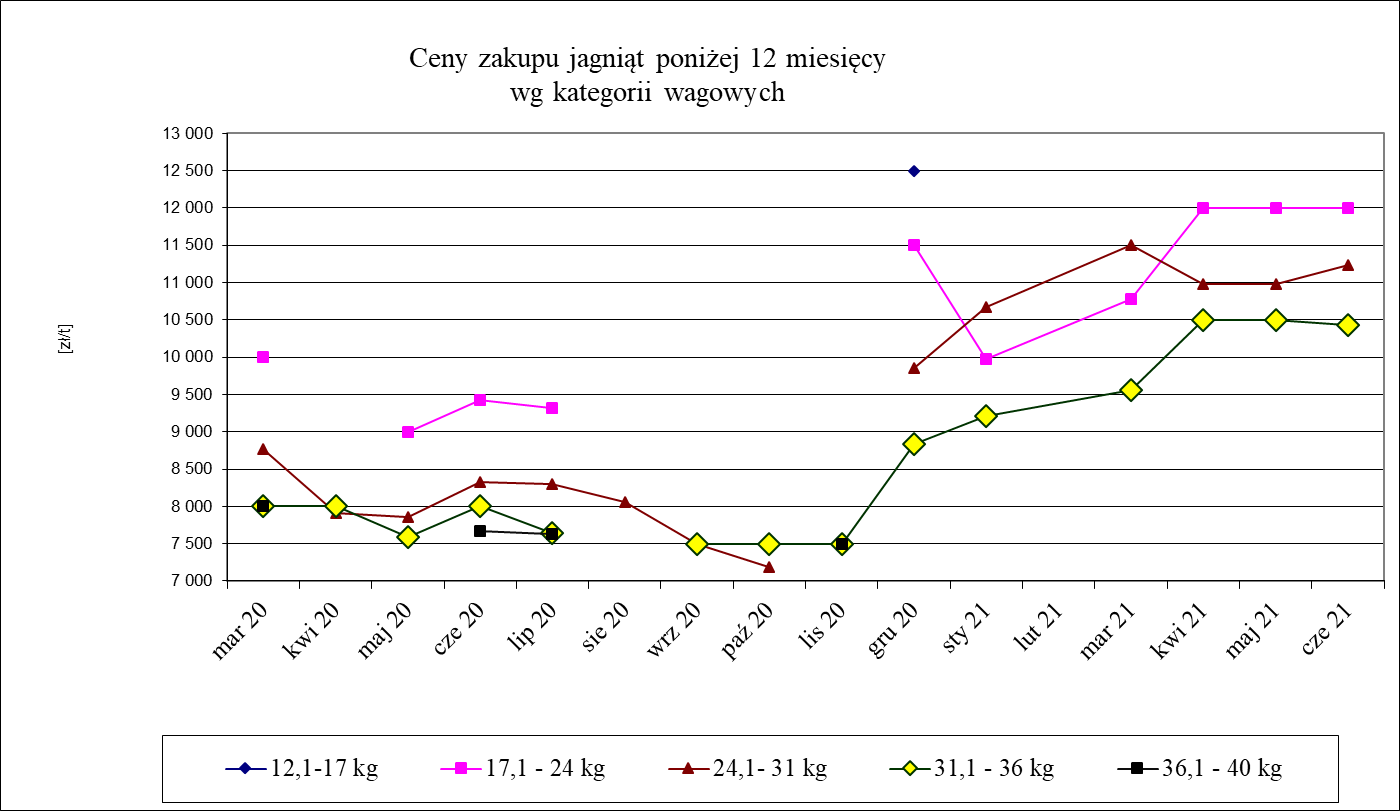 Ceny zakupu jagniąt poniżej 12 miesięcy
wg kategorii wagowych
13 000
12 500
12 000
11 500
11 000
10 500
10 000
9 500
9 000
8 500
8 000
7 500
7 000
[zł/t]
mar 20
kwi 20
maj 20
cze 20
lip 20
sie 20
wrz 20
paź 20
lis 20
gru 20
sty 21
lut 21
mar 21
kwi 21
maj 21
cze 21
12,1-17 kg
17,1 - 24 kg
24,1- 31 kg
31,1 - 36 kg
36,1 - 40 kg